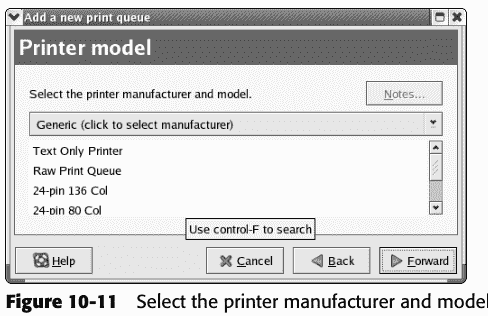 Add a new print queue
Printer model
Select the printer manufacturer and model.
Notes...
Generic (click to select manufacturer)
Text Only Printer
Raw Print Queue
24-pin 136 Col
24-pin 80 Col
Use control-F to search
Help
Cancel
Back
Forward
Figure 10-11 Select the printer manufacturer and model